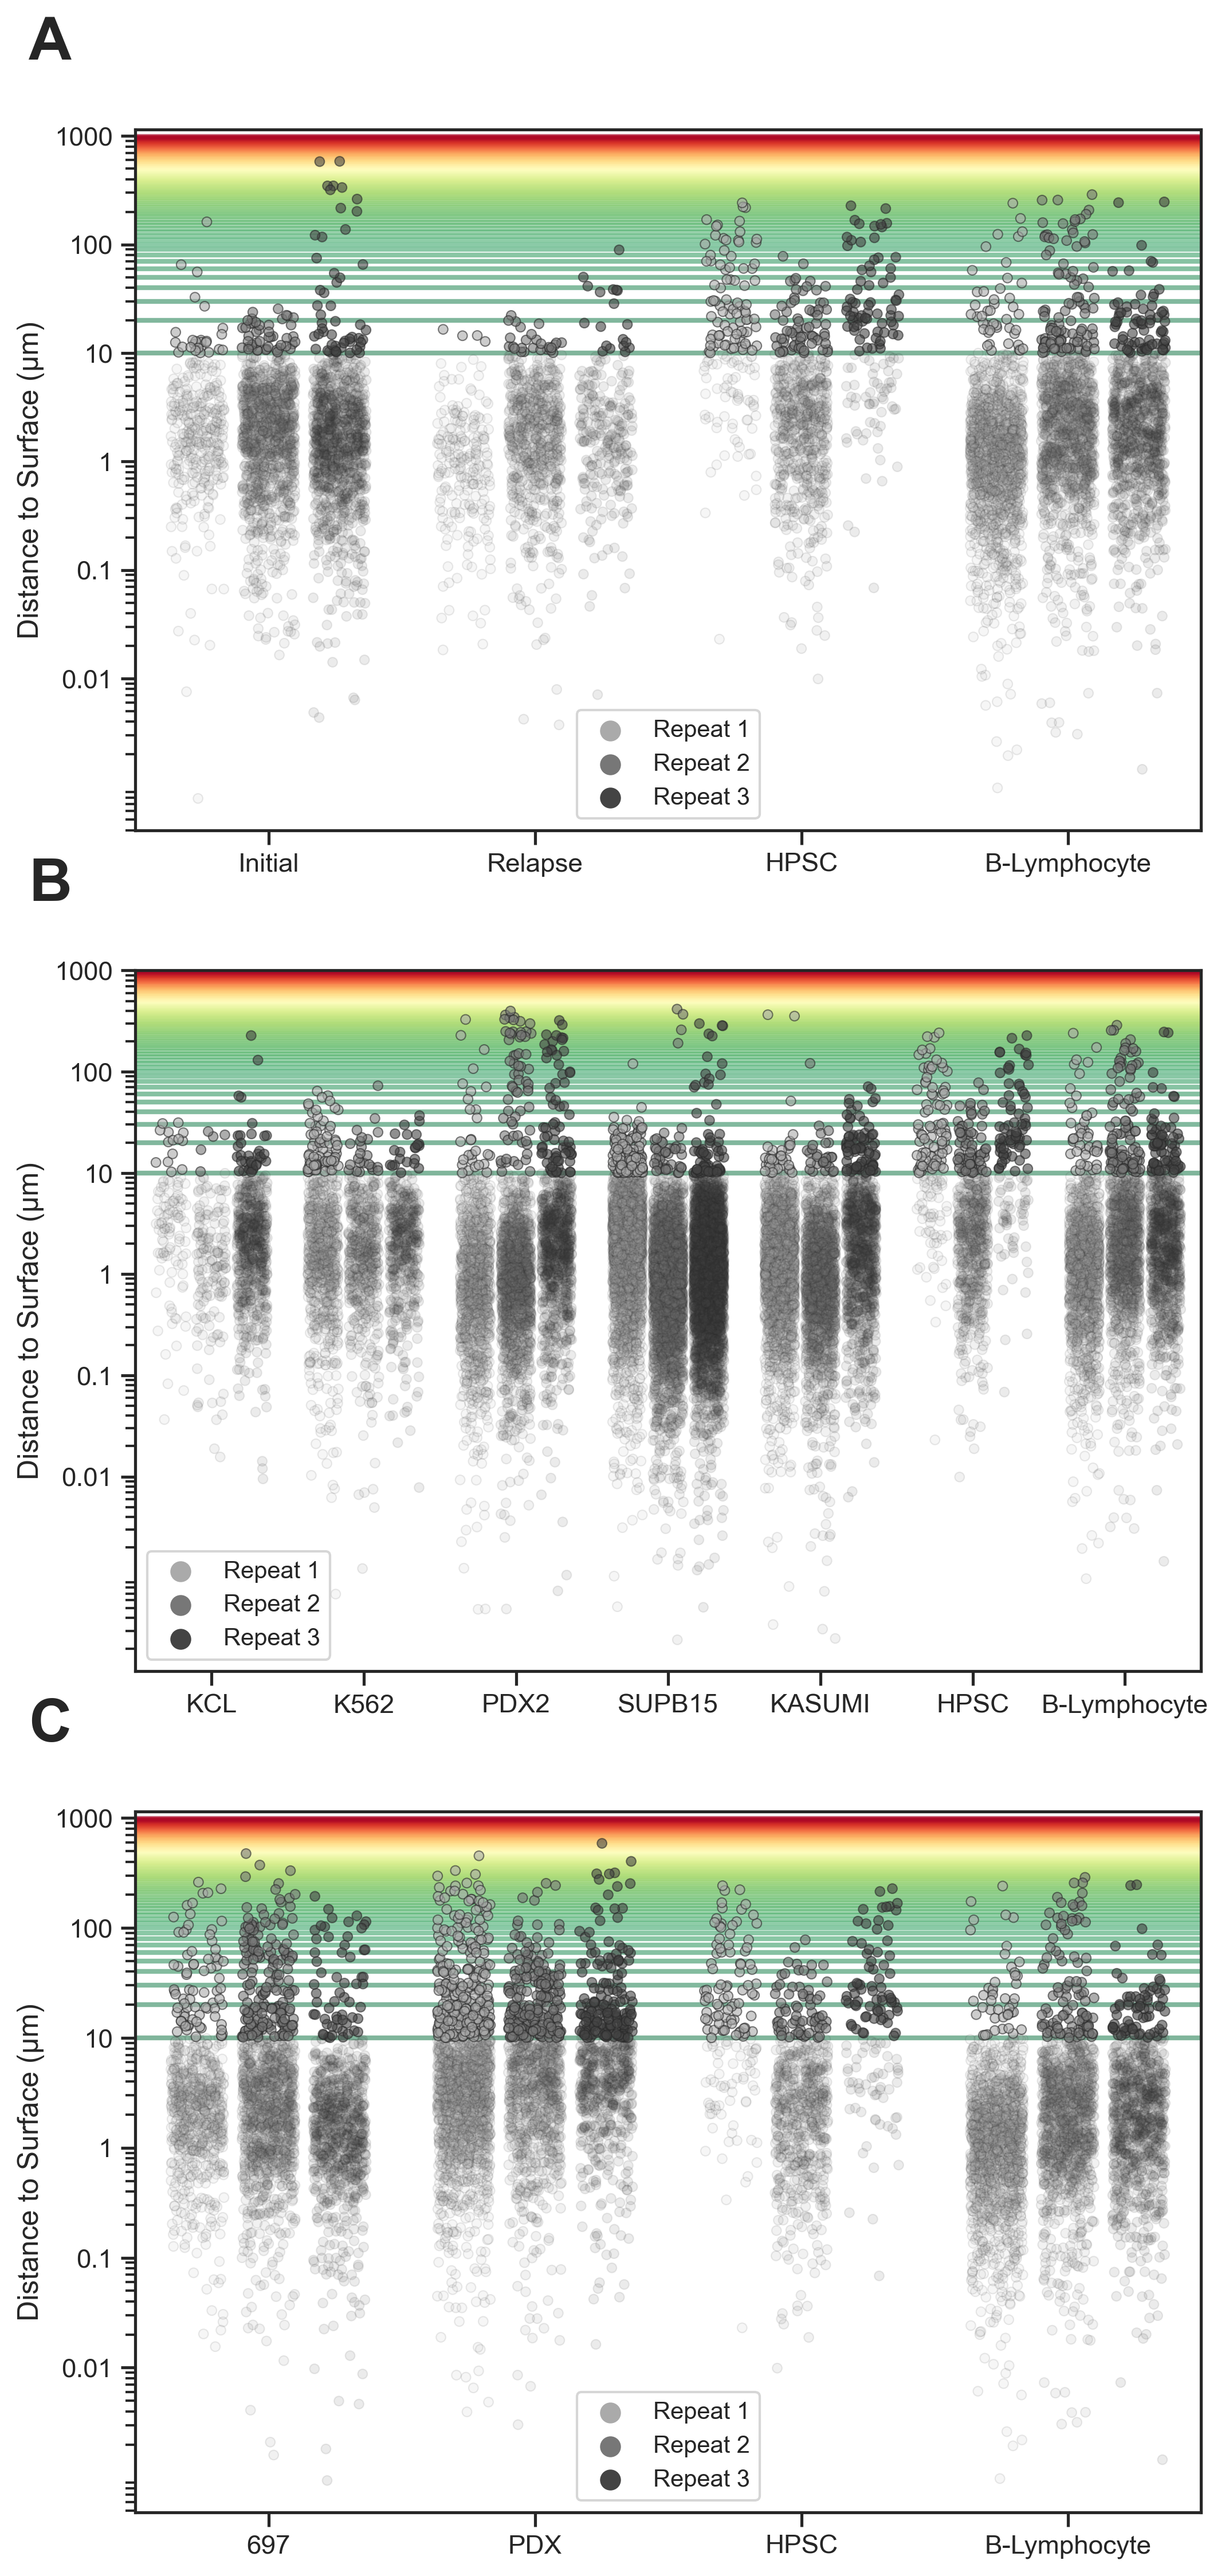 A
1000
100
10
1
0.1
0.01
Distance to Surface (µm)
Repeat 1
Repeat 2
Repeat 3
Initial
Relapse
HPSC
B-Lymphocyte
B
1000
100
10
1
0.1
0.01
Distance to Surface (µm)
Repeat 1
Repeat 2
Repeat 3
KCL
K562
PDX2
SUPB15
KASUMI
HPSC
B-Lymphocyte
C
1000
100
10
1
0.1
0.01
Distance to Surface (µm)
Repeat 1
Repeat 2
Repeat 3
697
PDX
HPSC
B-Lymphocyte